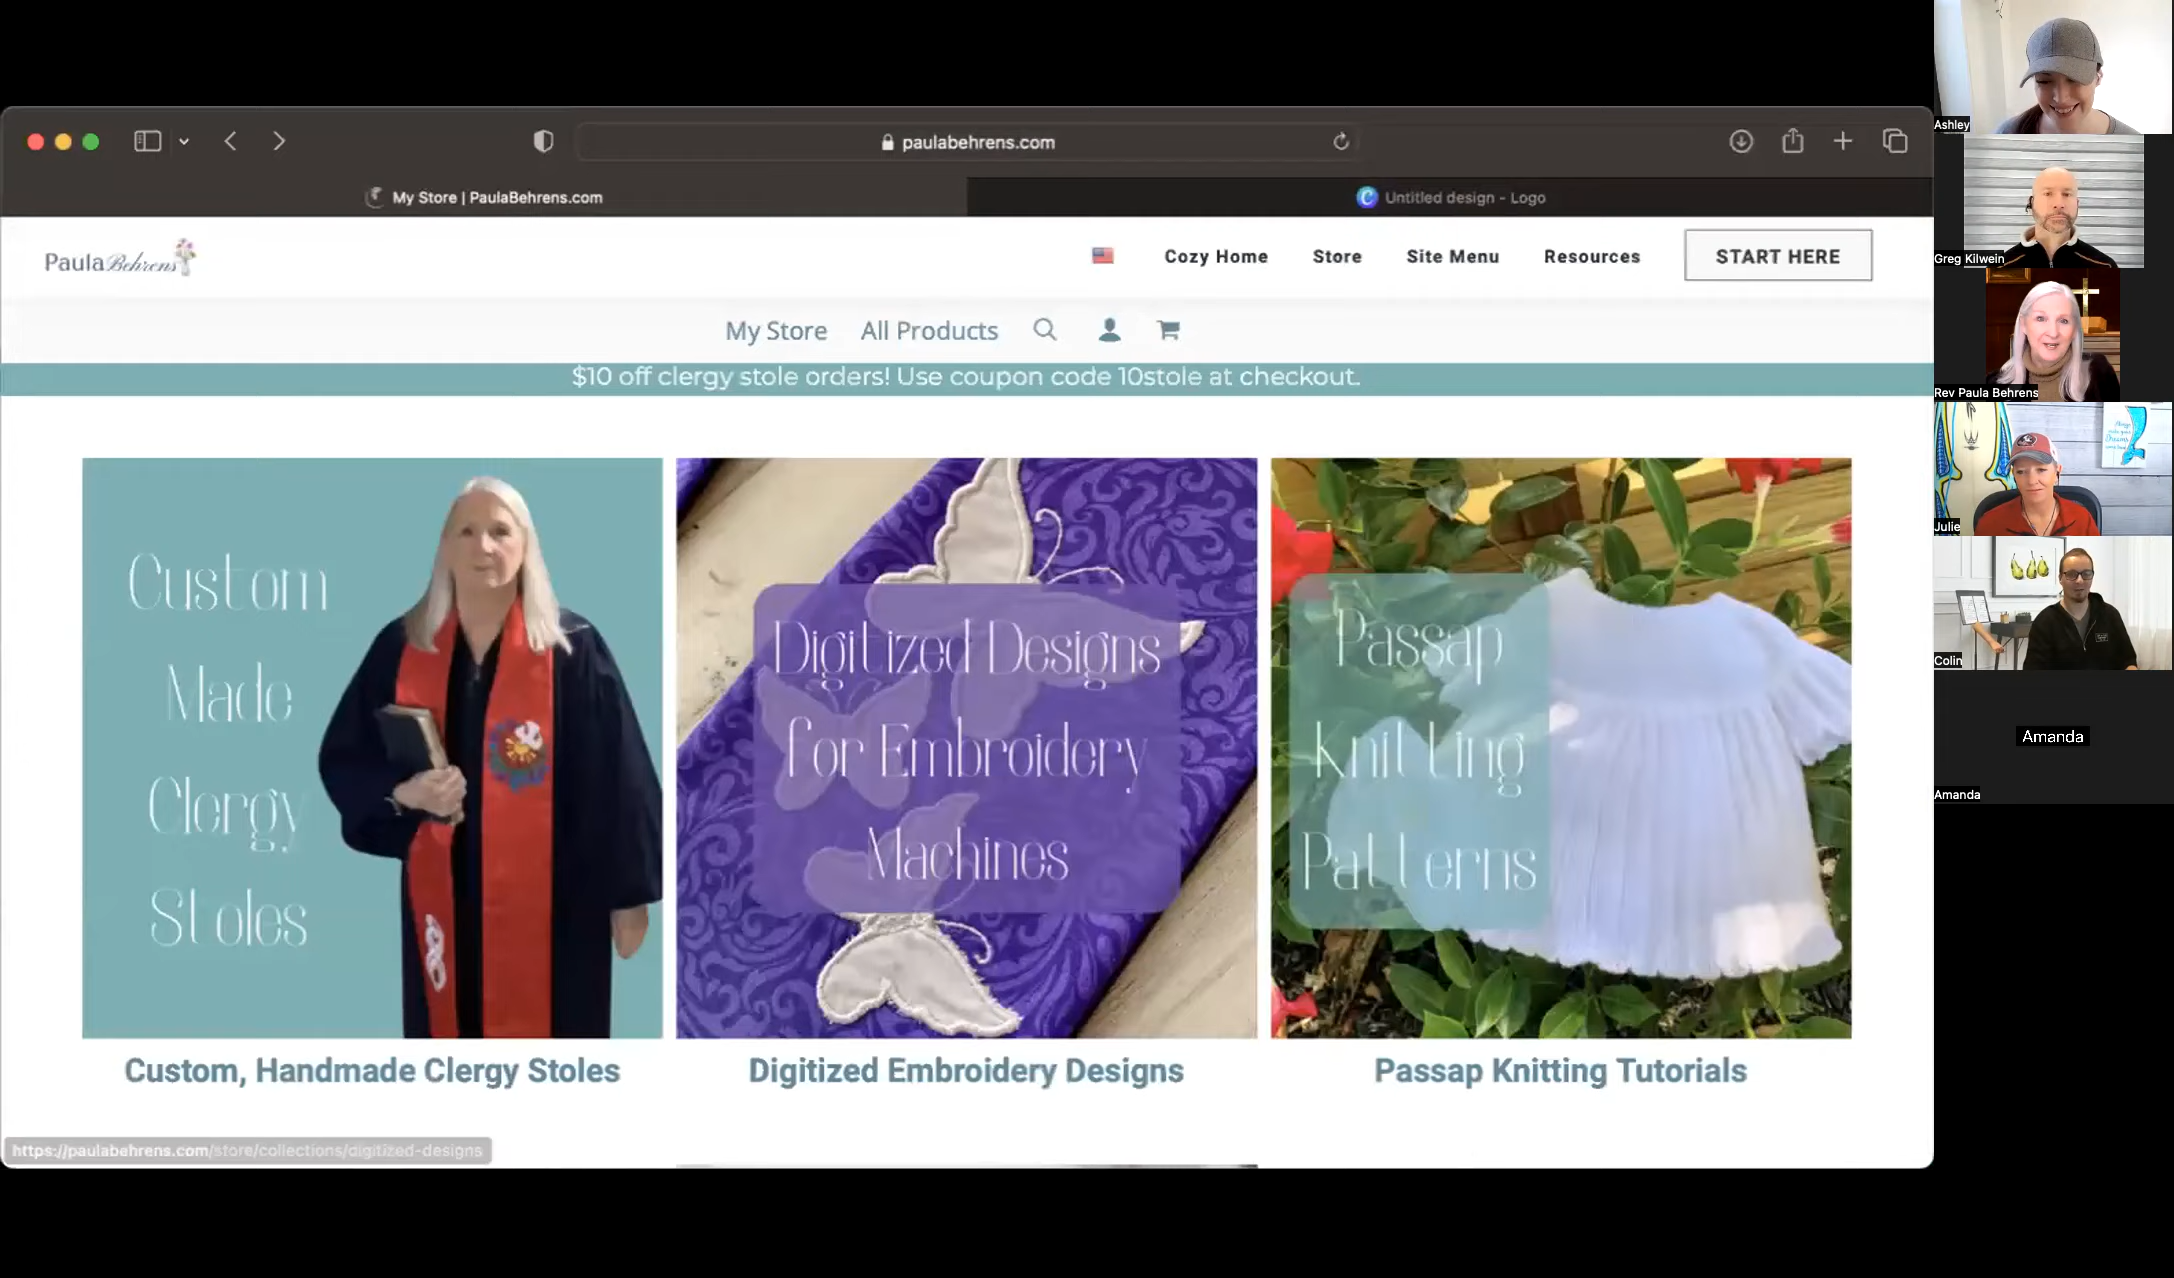 paulabehrens.com
My Store | PaulaBehrens.com
Untitled design - Logo
Paula Behrens
Cozy Home
Store
Site Menu
Resources
START HERE
My Store
All Products
$10 off clergy stole orders! Use coupon code 10stole at checkout.
Custom
Made
Clergy
Stoles
Digitized Designs
for Embroidery
Machines
Passap
Knitting
Patterns
Custom, Handmade Clergy Stoles
Digitized Embroidery Designs
Passap Knitting Tutorials
https://paulabehrens.com/store/collections/digitized-designs
Ashley
Greg Kilwein
Rev Paula Behrens
Julie
Colin
Amanda
Amanda